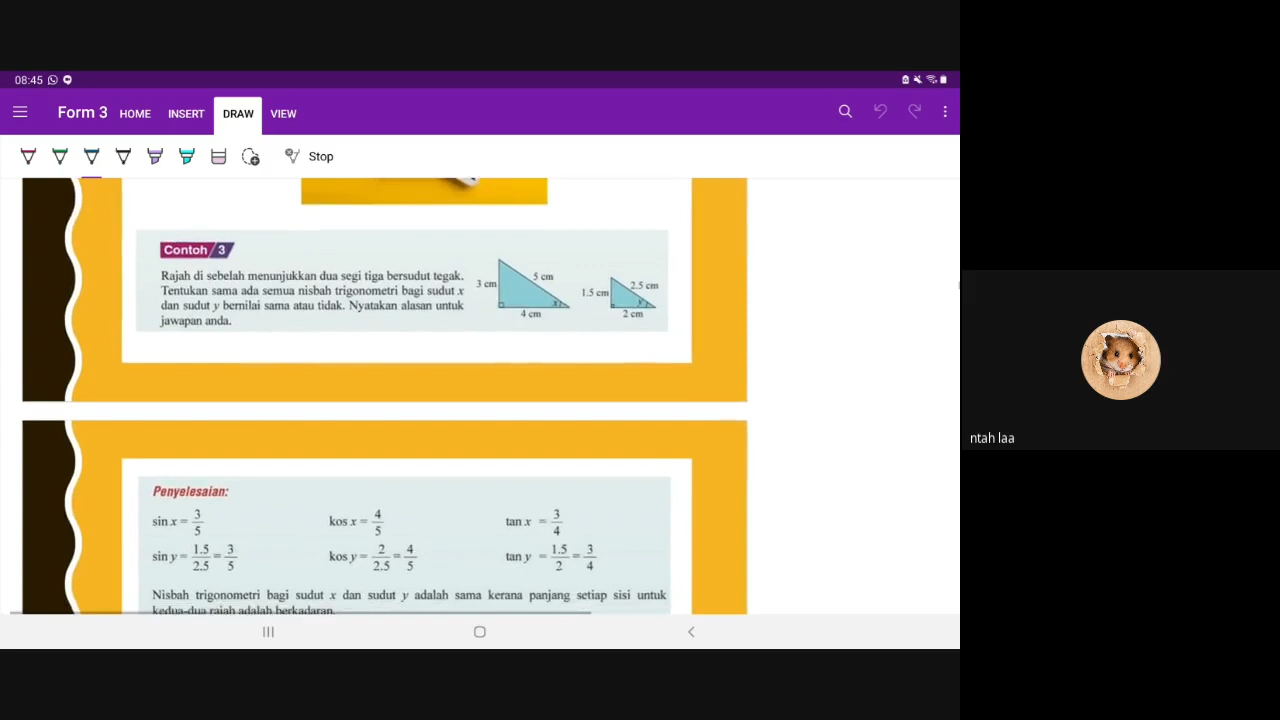 08:45
Form 3 HOME INSERT DRAW VIEW
Stop
Contoh 3
Rajah di sebelah menunjukkan dua segi tiga bersudut tegak.
Tentukan sama ada semua nisbah trigonometri bagi sudut x
dan sudut y bernilai sama atau tidak. Nyatakan alasan untuk
jawapan anda.
3 cm
5 cm
x
4 cm
1.5 cm
2.5 cm
y
2 cm
ntah laa
Penyelesaian:
sin x = 3/5 kos x = 4/5 tan x = 3/4
sin y = 1.5/2.5 = 3/5 kos y = 2/2.5 = 4/5 tan y = 1.5/2 = 3/4
Nisbah trigonometri bagi sudut x dan sudut y adalah sama kerana panjang setiap sisi untuk
kedua-dua rajah adalah berkadaran.